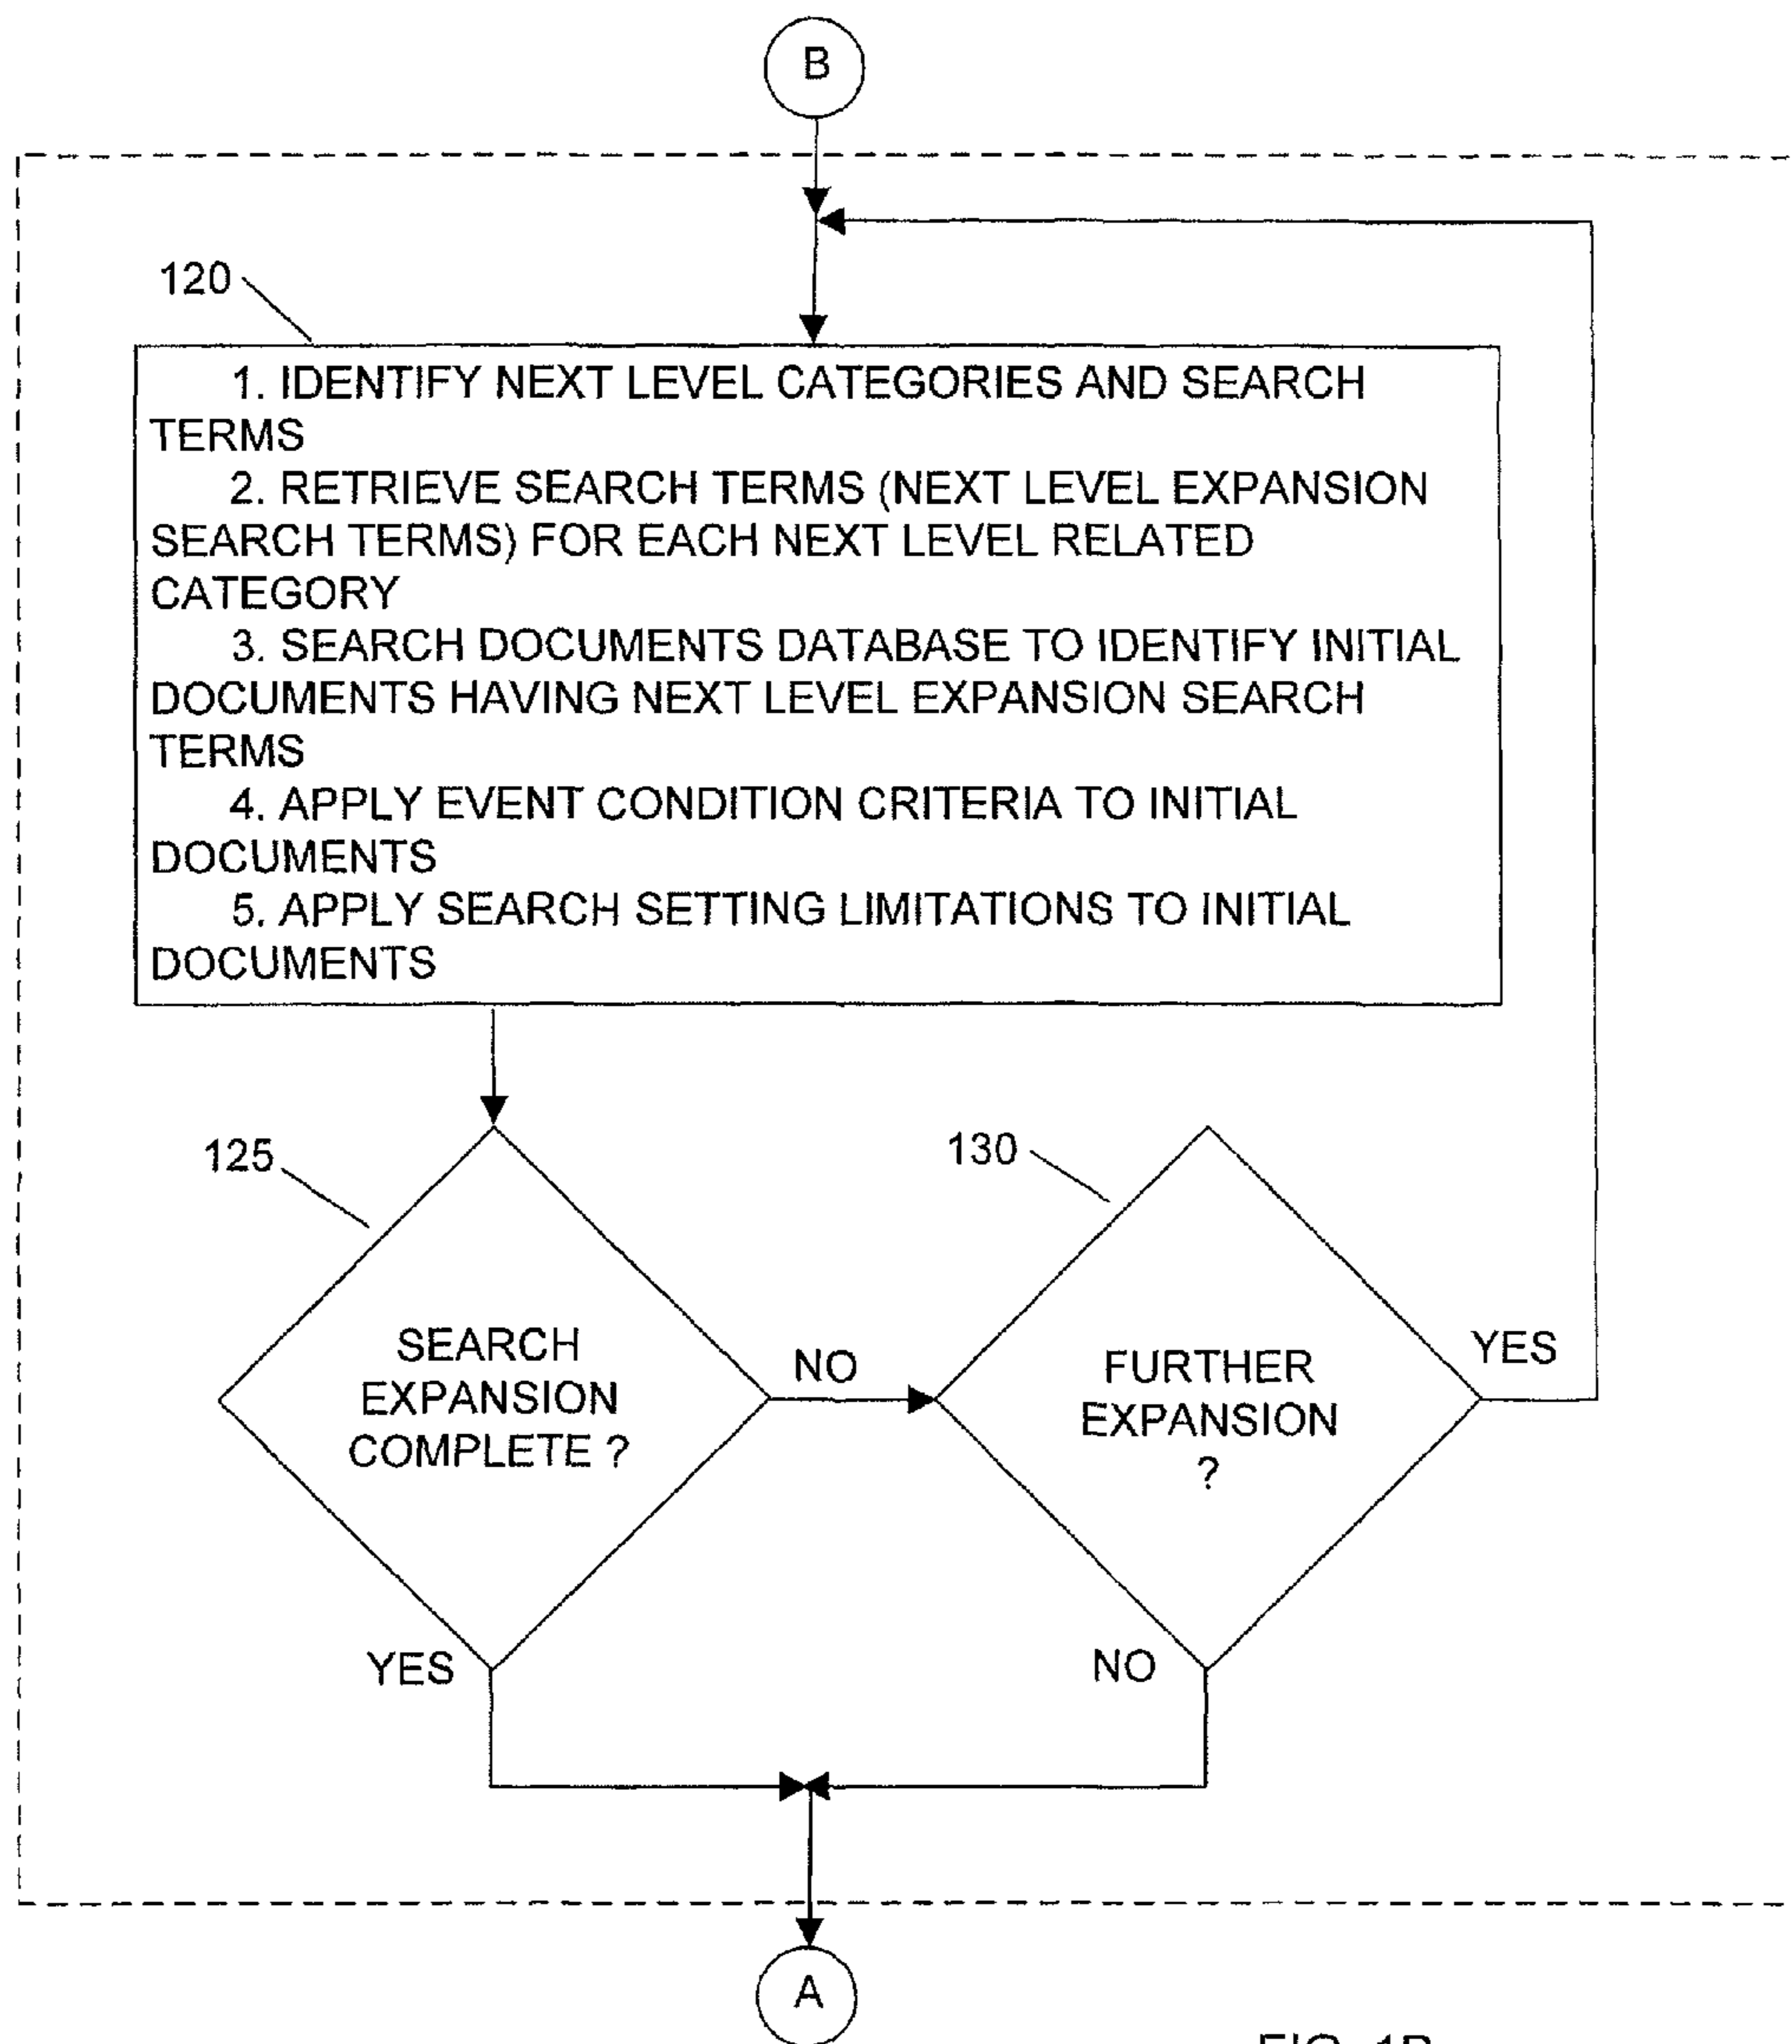 B
120
1. IDENTIFY NEXT LEVEL CATEGORIES AND SEARCH
TERMS
2. RETRIEVE SEARCH TERMS (NEXT LEVEL EXPANSION
SEARCH TERMS) FOR EACH NEXT LEVEL RELATED
CATEGORY
3. SEARCH DOCUMENTS DATABASE TO IDENTIFY INITIAL
DOCUMENTS HAVING NEXT LEVEL EXPANSION SEARCH
TERMS
4. APPLY EVENT CONDITION CRITERIA TO INITIAL
DOCUMENTS
5. APPLY SEARCH SETTING LIMITATIONS TO INITIAL
DOCUMENTS
125
SEARCH
EXPANSION
COMPLETE ?
NO
130
FURTHER
EXPANSION
?
YES
YES
NO
A